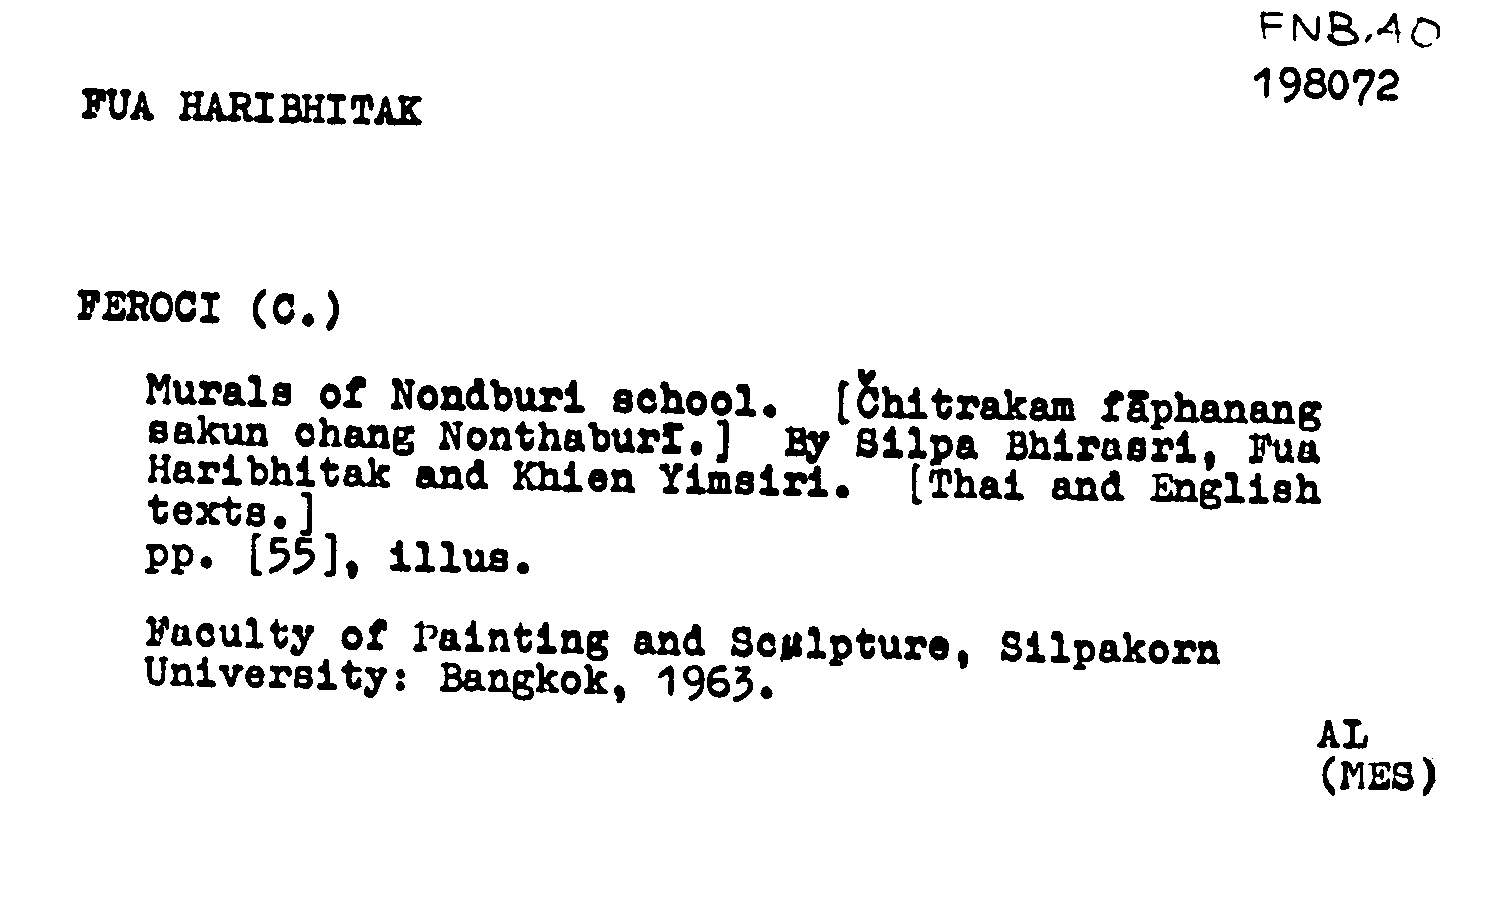 FNB.AO
198072
FUA HARIBHITAK
FEROCI (C.)
Murals of Nondburi school. [Čhitrakam fāphanang
sakun chang Nonthaburī.] By Silpa Bhirasri, Fua
Haribhitak and Khien Yimsiri. [Thai and English
texts.]
pp. [55], illus.
Faculty of Painting and Sculpture, Silpakorn
University: Bangkok, 1963.
AL
(MES)